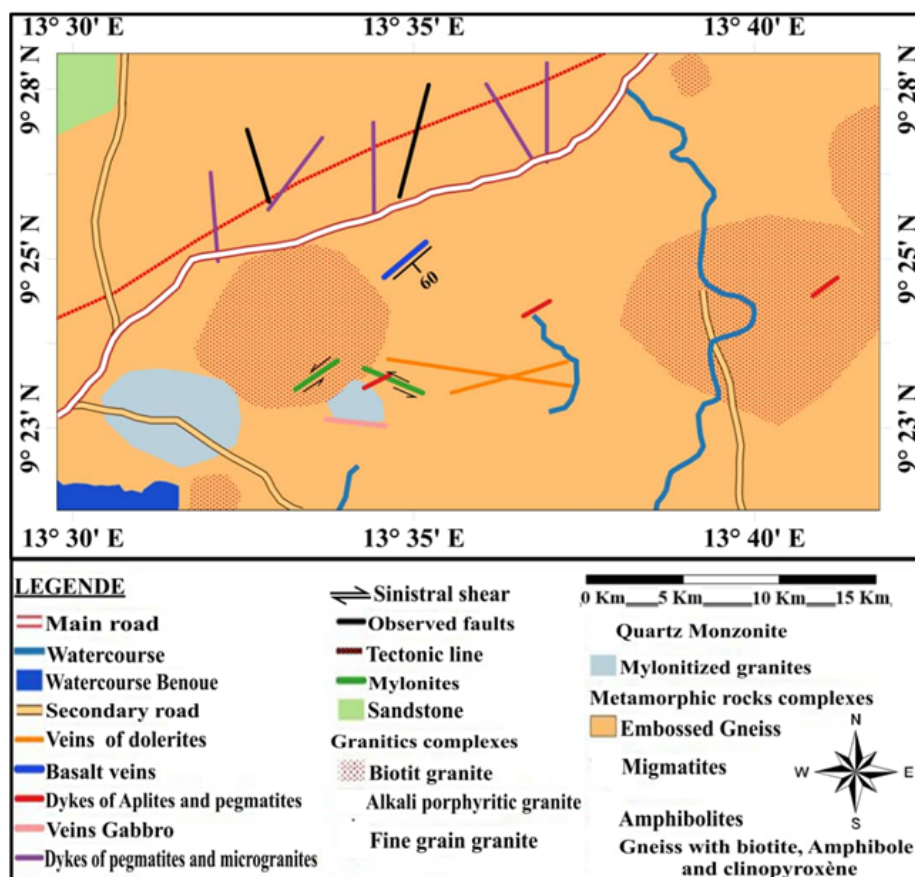 13° 30' E 13° 35' E 13° 40' E
9° 28' N 9° 28' N
9° 25' N 9° 25' N
60
9° 23' N 9° 23' N
13° 30' E 13° 35' E 13° 40' E
LEGENDE
Main road
Watercourse
Watercourse Benoue
Secondary road
Veins of dolerites
Basalt veins
Dykes of Aplites and pegmatites
Veins Gabbro
Dykes of pegmatites and microgranites
Sinistral shear
Observed faults
Tectonic line
Mylonites
Sandstone
Granitics complexes
Biotit granite
Alkali porphyritic granite
Fine grain granite
0 Km 5 Km 10 Km 15 Km
Quartz Monzonite
Mylonitized granites
Metamorphic rocks complexes
Embossed Gneiss
Migmatites
Amphibolites
Gneiss with biotite, Amphibole
and clinopyroxène
N
W E
S